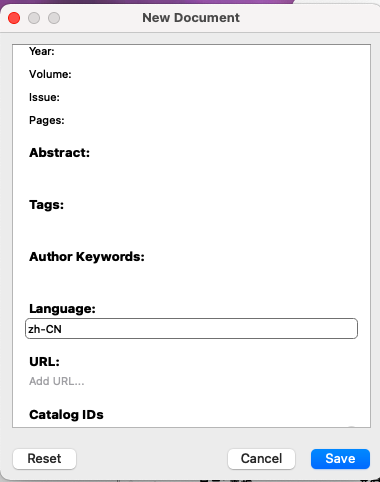 New Document
Year:
Volume:
Issue:
Pages:
Abstract:
Tags:
Author Keywords:
Language:
zh-CN
URL:
Add URL...
Catalog IDs
Reset
Cancel
Save